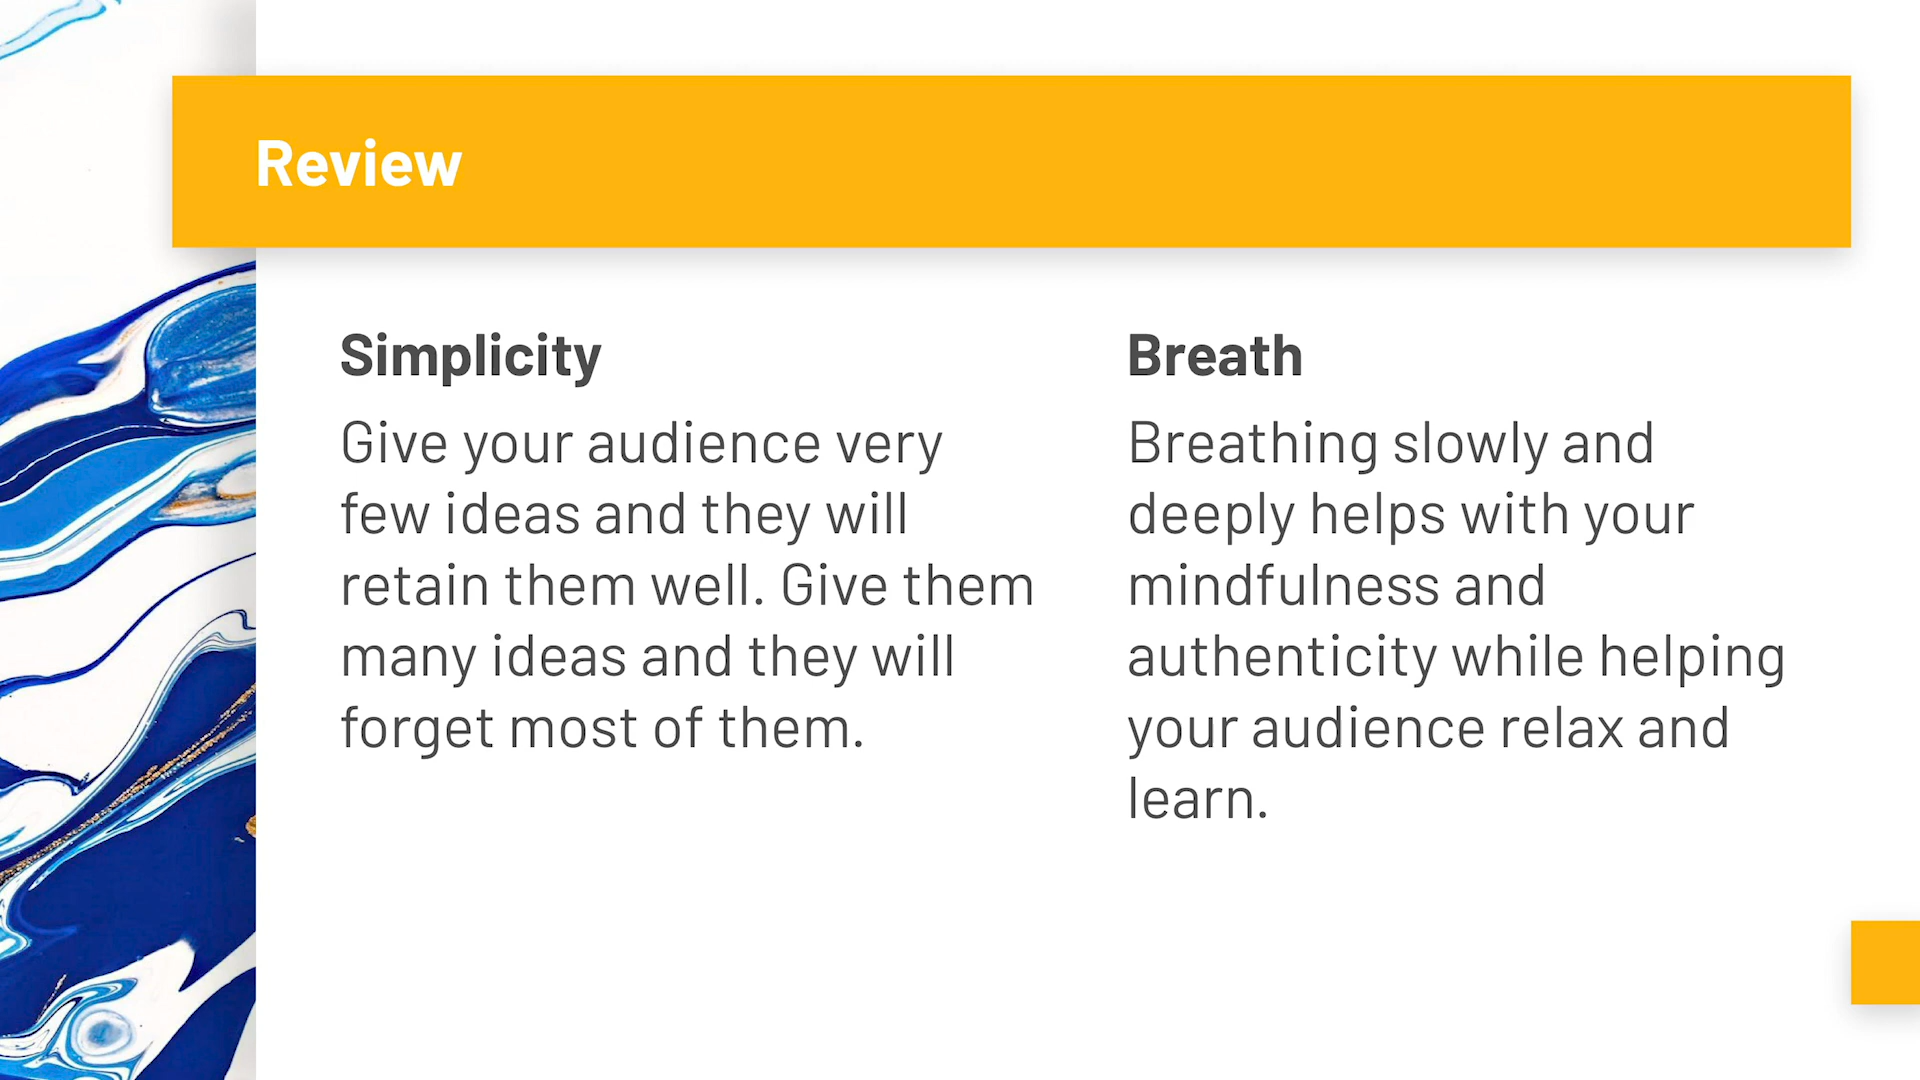 Review
Simplicity
Give your audience very
few ideas and they will
retain them well. Give them
many ideas and they will
forget most of them.
Breath
Breathing slowly and
deeply helps with your
mindfulness and
authenticity while helping
your audience relax and
learn.